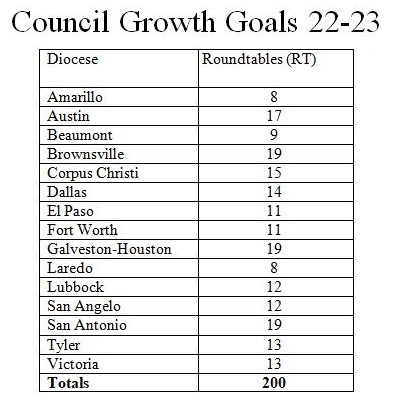 Council Growth Goals 22-23
Diocese Roundtables (RT)
Amarillo 8
Austin 17
Beaumont 9
Brownsville 19
Corpus Christi 15
Dallas 14
El Paso 11
Fort Worth 11
Galveston-Houston 19
Laredo 8
Lubbock 12
San Angelo 12
San Antonio 19
Tyler 13
Victoria 13
Totals 200